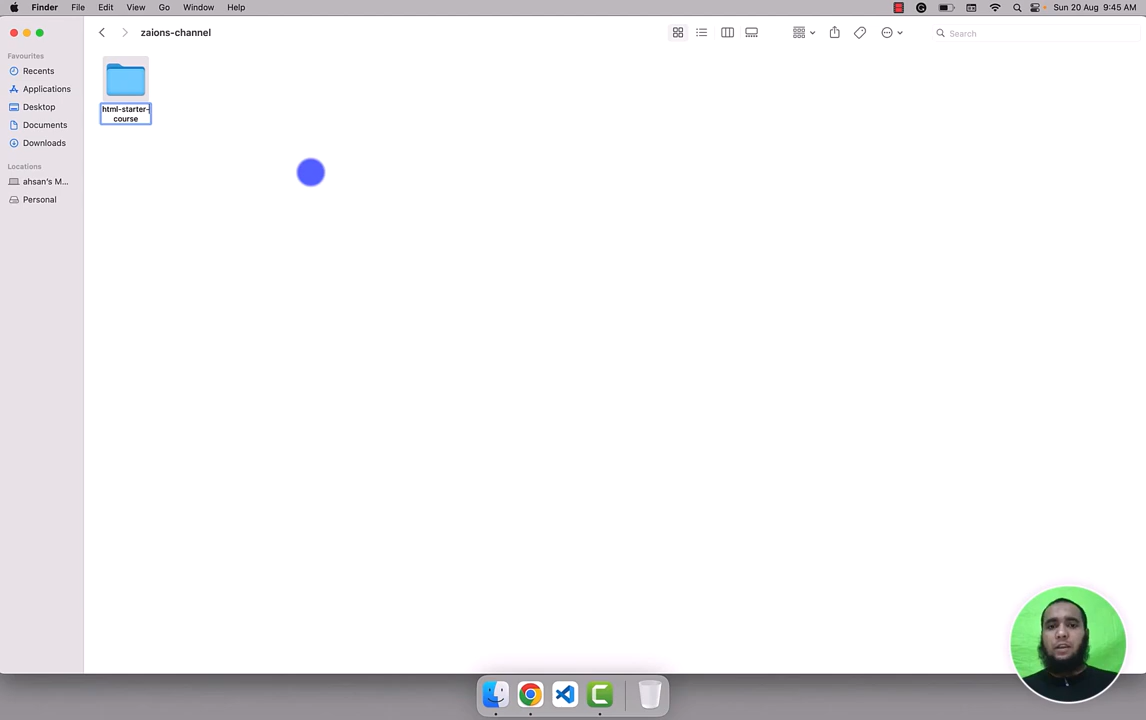 Finder File Edit View Go Window Help Sun 20 Aug 9:45 AM
zaions-channel Search
Favourites
Recents
Applications
Desktop
Documents
Downloads
Locations
ahsan's M...
Personal
html-starter-
course